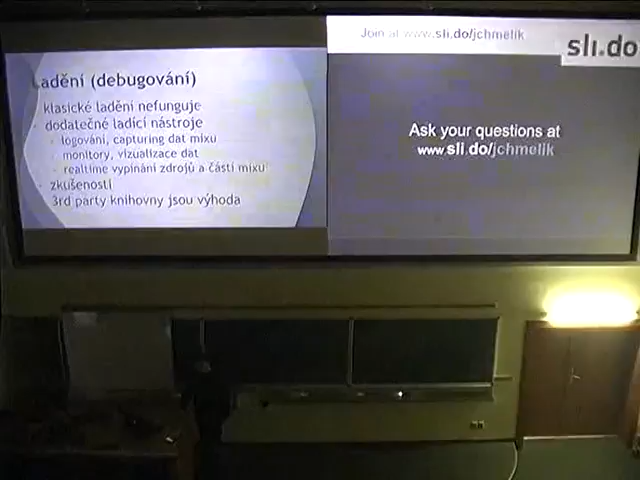 Ladění (debugování)
klasické ladění nefunguje
dodatečné ladící nástroje
logování, capturing dat mixu
monitory, vizualizace dat
realtime vypínání zdrojů a částí mixu
zkušenosti
3rd party knihovny jsou výhoda
Join at www.sli.do/jchmelik
sli.do
Ask your questions at
www.sli.do/jchmelik